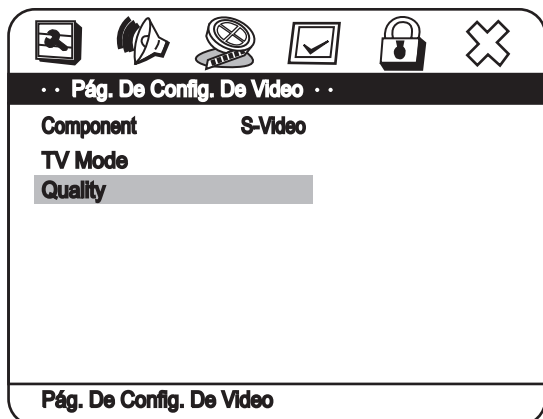 ·· Pág. De Config. De Video ··
Component S-Video
TV Mode
Quality
Pág. De Config. De Video